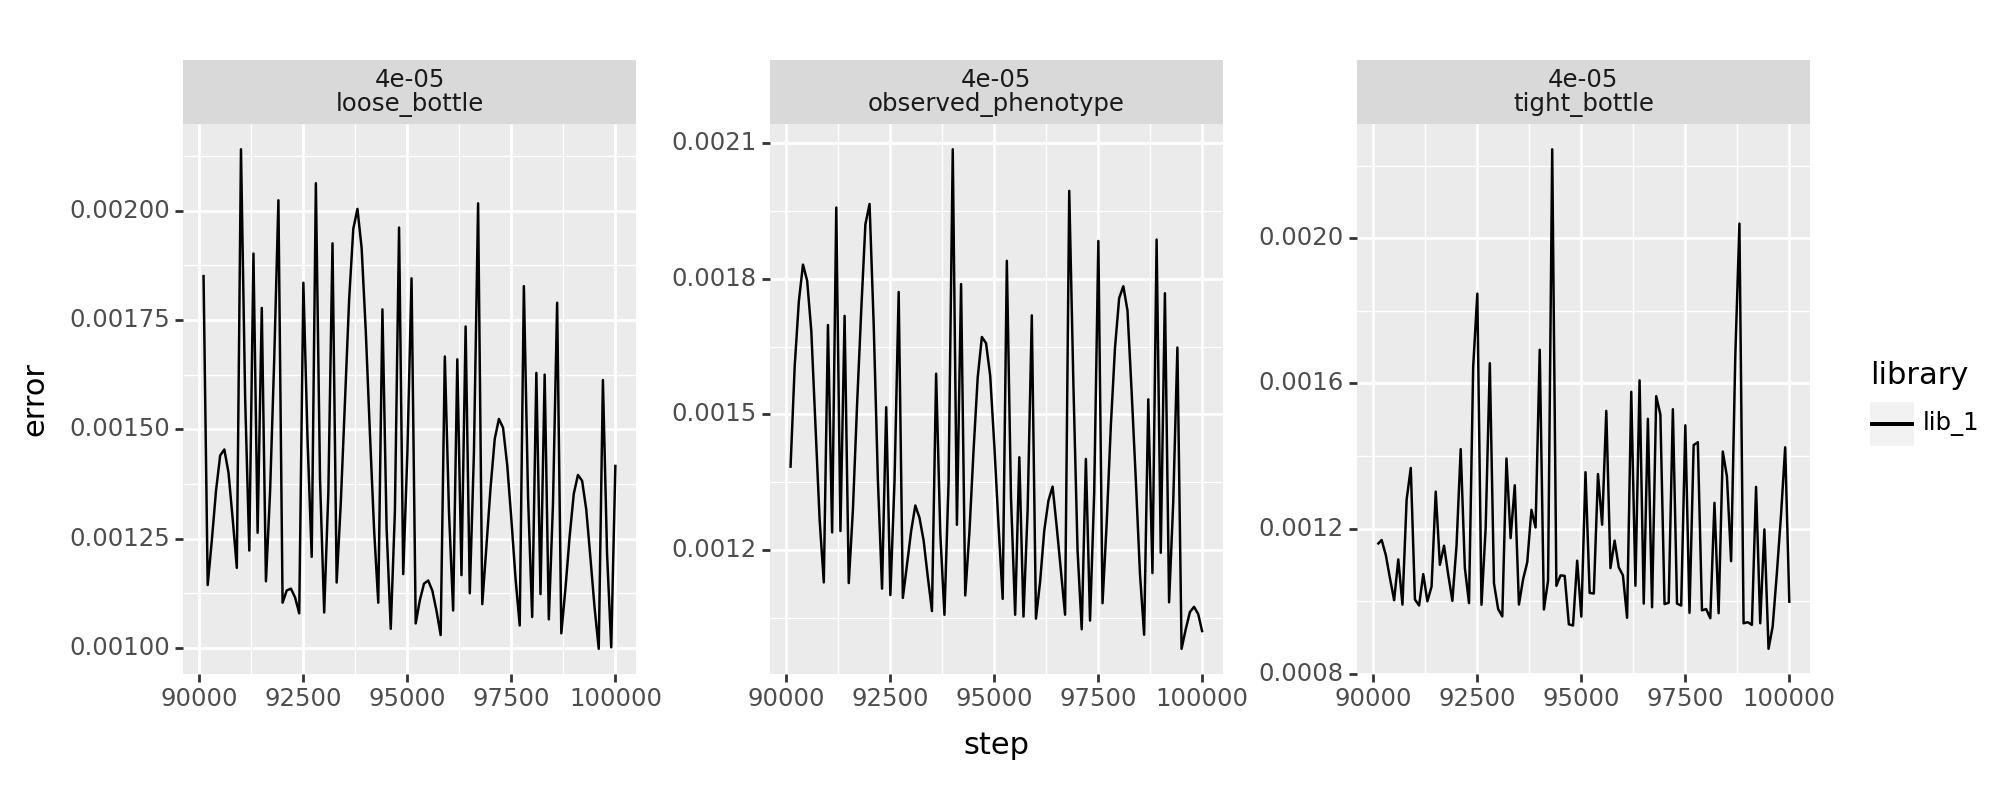 4e-05
loose_bottle
4e-05
observed_phenotype
4e-05
tight_bottle
error
0.00200
0.00175
0.00150
0.00125
0.00100
0.0021
0.0018
0.0015
0.0012
0.0020
0.0016
0.0012
0.0008
90000 92500 95000 97500 100000
90000 92500 95000 97500 100000
90000 92500 95000 97500 100000
step
library
lib_1